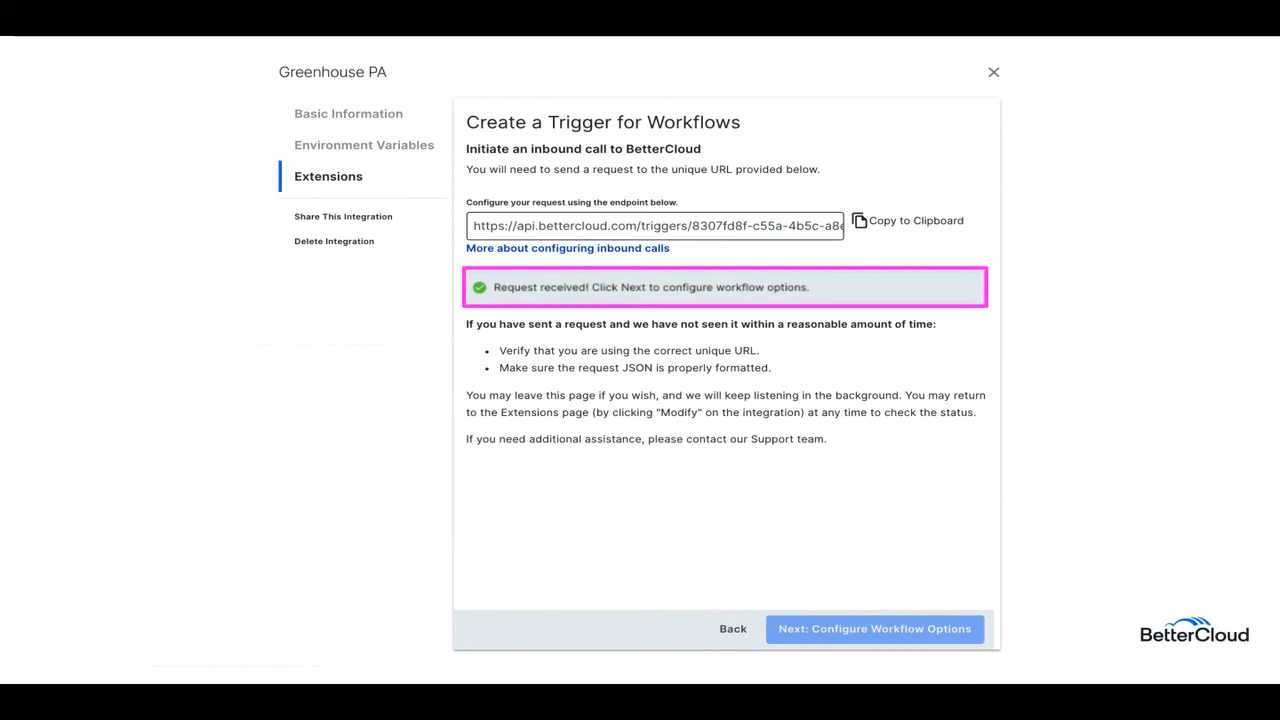 Greenhouse PA
Basic Information
Environment Variables
Extensions
Share This Integration
Delete Integration
Create a Trigger for Workflows
Initiate an inbound call to BetterCloud
You will need to send a request to the unique URL provided below.
Configure your request using the endpoint below.
https://api.bettercloud.com/triggers/8307fd8f-c55a-4b5c-a8e
Copy to Clipboard
More about configuring inbound calls
Request received! Click Next to configure workflow options.
If you have sent a request and we have not seen it within a reasonable amount of time:
• Verify that you are using the correct unique URL.
• Make sure the request JSON is properly formatted.
You may leave this page if you wish, and we will keep listening in the background. You may return
to the Extensions page (by clicking "Modify" on the integration) at any time to check the status.
If you need additional assistance, please contact our Support team.
Back
Next: Configure Workflow Options
BetterCloud